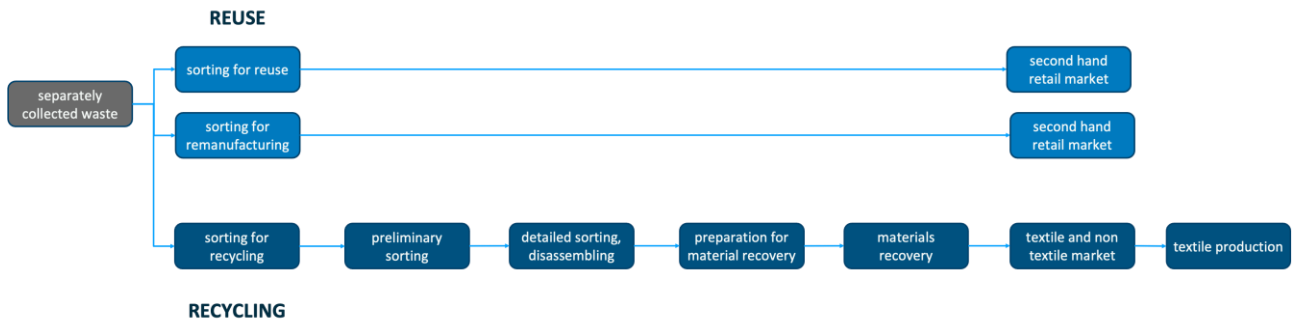 REUSE
sorting for reuse
second hand
retail market
separately
collected waste
sorting for
remanufacturing
second hand
retail market
sorting for
recycling
preliminary
sorting
detailed sorting,
disassembling
preparation for
material recovery
materials
recovery
textile and non
textile market
textile production
RECYCLING